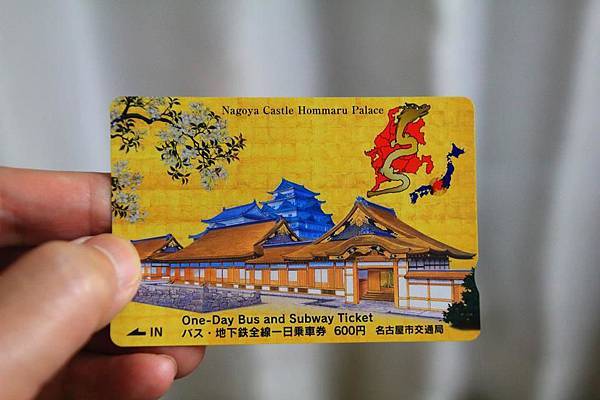 Nagoya Castle Hommaru Palace
One-Day Bus and Subway Ticket
← IN バス・地下鉄全線一日乗車券 600円 名古屋市交通局